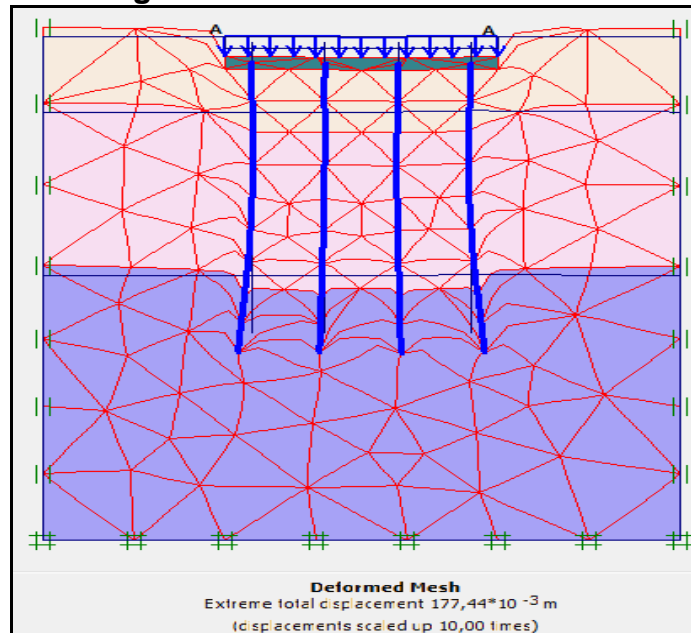 A A
Deformed Mesh
Extreme total displacement 177,44*10 -3 m
(displacements scaled up 10,00 times)